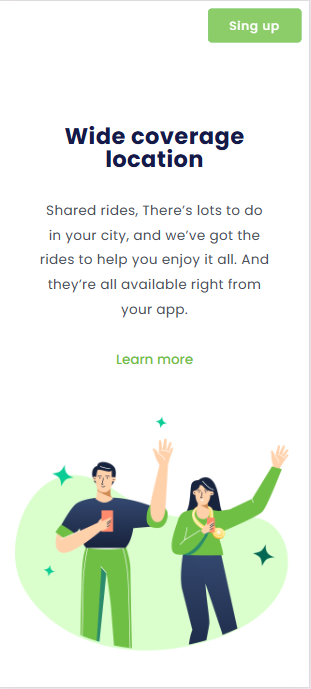 Sing up
Wide coverage
location
Shared rides, There's lots to do
in your city, and we've got the
rides to help you enjoy it all. And
they're all available right from
your app.
Learn more